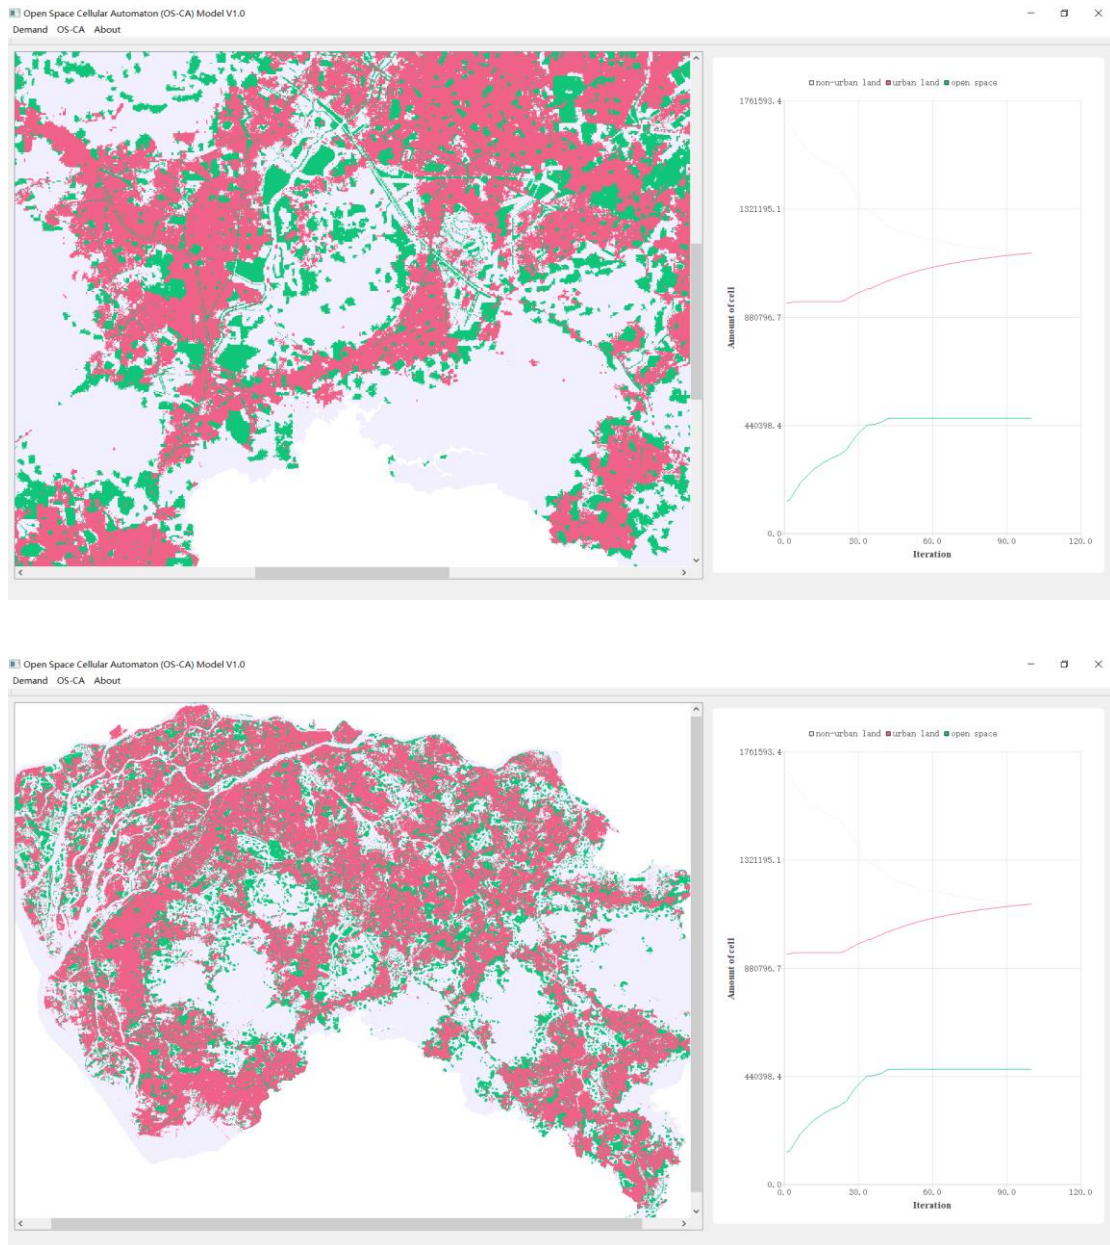 Open Space Cellular Automaton (OS-CA) Model V1.0
Demand OS-CA About
non-urban land urban land open space
1761593.4
1321195.1
Amount of cell
880796.7
440398.4
0.0
0.0 30.0 60.0 90.0 120.0
Iteration
Open Space Cellular Automaton (OS-CA) Model V1.0
Demand OS-CA About
non-urban land urban land open space
1761593.4
1321195.1
Amount of cell
880796.7
440398.4
0.0
0.0 30.0 60.0 90.0 120.0
Iteration